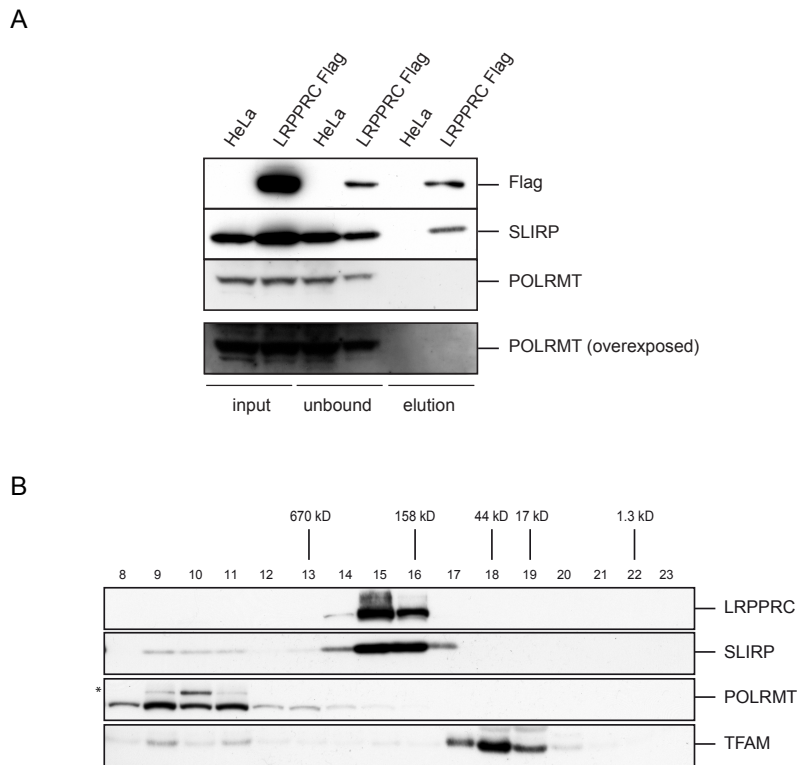 A
HeLa LRPPRC Flag HeLa LRPPRC Flag HeLa LRPPRC Flag
Flag
SLIRP
POLRMT
POLRMT (overexposed)
input unbound elution
B
670 kD 158 kD 44 kD 17 kD 1.3 kD
8 9 10 11 12 13 14 15 16 17 18 19 20 21 22 23
LRPPRC
SLIRP
* POLRMT
TFAM